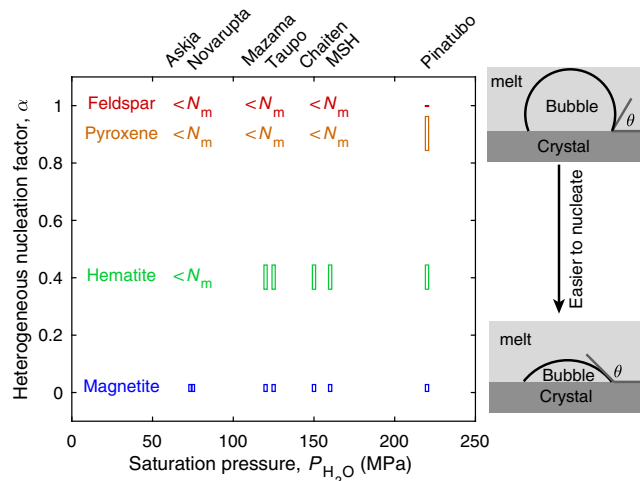 Askja
Novarupta
Mazama
Taupo
Chaiten
MSH
Pinatubo
Heterogeneous nucleation factor, α
1
0.8
0.6
0.4
0.2
0
Feldspar < Nm < Nm < Nm
Pyroxene < Nm < Nm < Nm
Hematite < Nm
Magnetite
0 50 100 150 200 250
Saturation pressure, PH2O (MPa)
melt
Bubble
θ
Crystal
Easier to nucleate
melt
Bubble
θ
Crystal